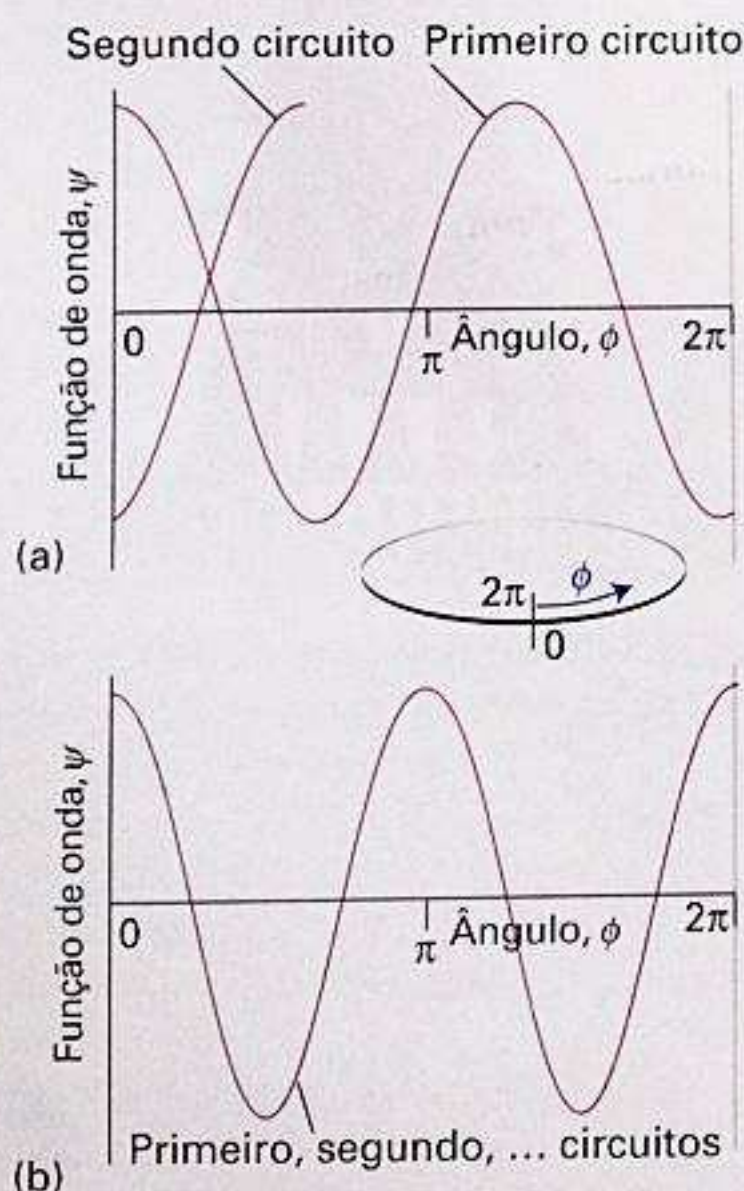 Segundo circuito Primeiro circuito
Função de onda, ψ
0
π
Ângulo, ϕ
2π
(a)
2π
ϕ
0
Função de onda, ψ
0
π
Ângulo, ϕ
2π
Primeiro, segundo, ... circuitos
(b)